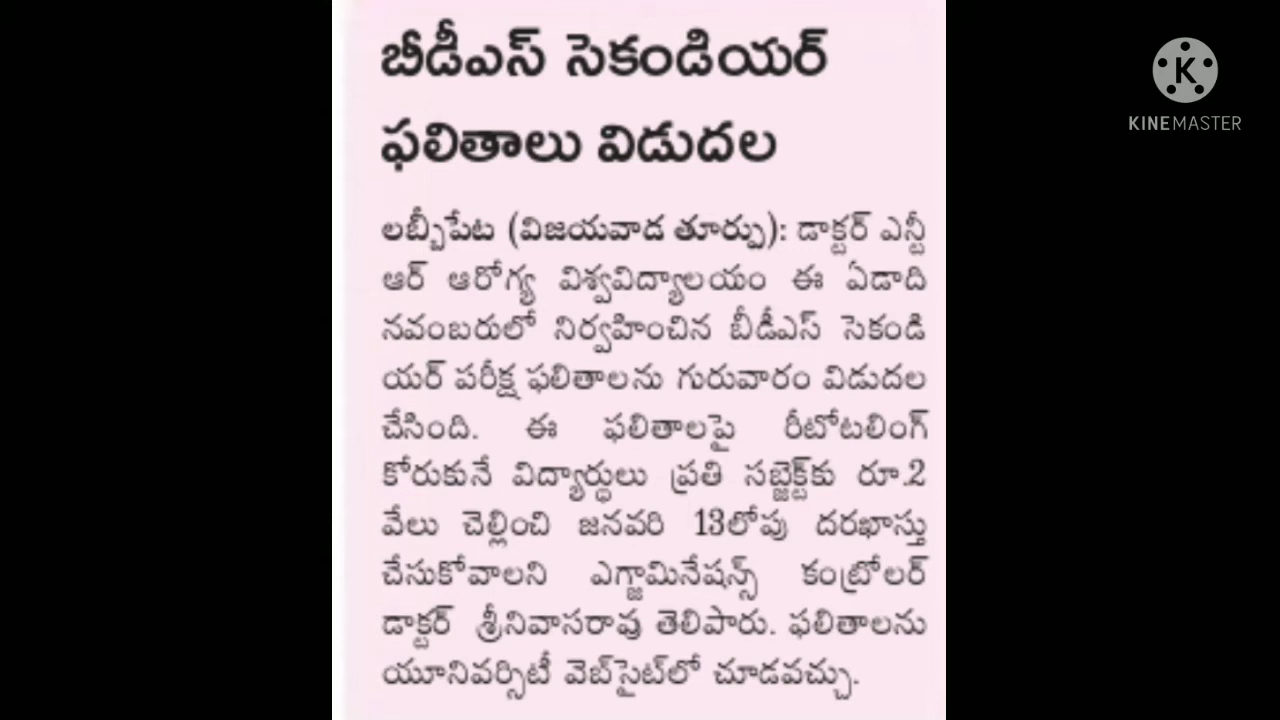 బీడీఎస్ సెకండియర్
ఫలితాలు విడుదల
లబ్బీపేట (విజయవాడ తూర్పు): డాక్టర్ ఎన్టీ
ఆర్ ఆరోగ్య విశ్వవిద్యాలయం ఈ ఏడాది
నవంబరులో నిర్వహించిన బీడీఎస్ సెకండి
యర్ పరీక్ష ఫలితాలను గురువారం విడుదల
చేసింది. ఈ ఫలితాలపై రీటోటలింగ్
కోరుకునే విద్యార్థులు ప్రతి సబ్జెక్ట్‌కు రూ.2
వేలు చెల్లించి జనవరి 13లోపు దరఖాస్తు
చేసుకోవాలని ఎగ్జామినేషన్స్ కంట్రోలర్
డాక్టర్ శ్రీనివాసరావు తెలిపారు. ఫలితాలను
యూనివర్సిటీ వెబ్‌సైట్‌లో చూడవచ్చు.
K
KINEMASTER